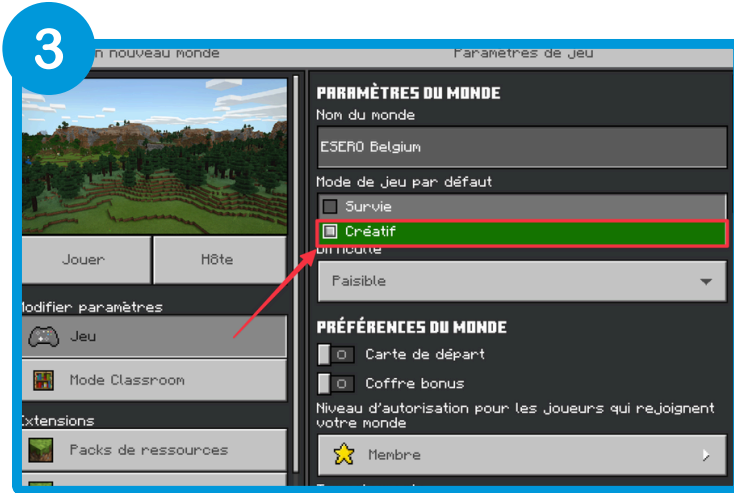 3
n nouveau monde
Paramètres de jeu
PARAMÈTRES DU MONDE
Nom du monde
ESERO Belgium
Mode de jeu par défaut
Survie
Créatif
Difficulté
Paisible
Jouer
Hôte
Modifier paramètres
Jeu
Mode Classroom
Extensions
Packs de ressources
PRÉFÉRENCES DU MONDE
Carte de départ
Coffre bonus
Niveau d'autorisation pour les joueurs qui rejoignent
votre monde
Membre